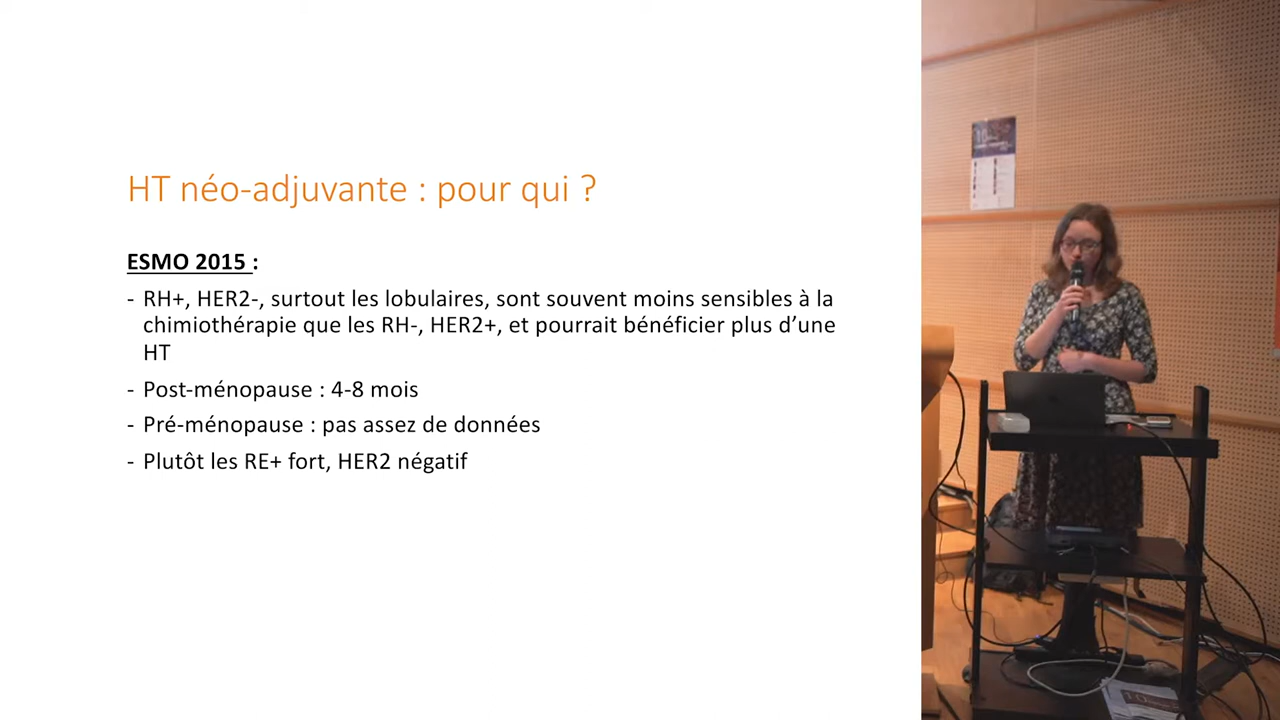 HT néo-adjuvante : pour qui ?
ESMO 2015 :
- RH+, HER2-, surtout les lobulaires, sont souvent moins sensibles à la
chimiothérapie que les RH-, HER2+, et pourrait bénéficier plus d’une
HT
- Post-ménopause : 4-8 mois
- Pré-ménopause : pas assez de données
- Plutôt les RE+ fort, HER2 négatif